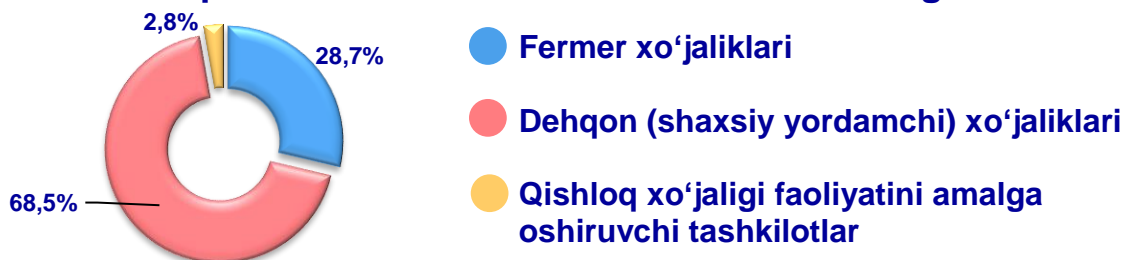 2,8%
28,7%
68,5%
Fermer xo‘jaliklari
Dehqon (shaxsiy yordamchi) xo‘jaliklari
Qishloq xo‘jaligi faoliyatini amalga
oshiruvchi tashkilotlar